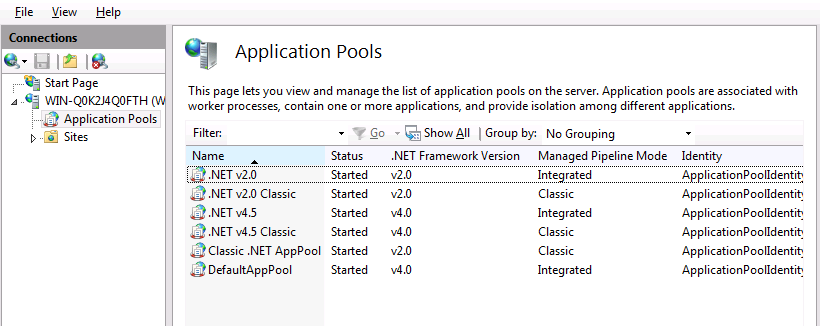 File View Help
Connections
Start Page
WIN-Q0K2J4Q0FTH (W
Application Pools
Sites
Application Pools
This page lets you view and manage the list of application pools on the server. Application pools are associated with
worker processes, contain one or more applications, and provide isolation among different applications.
Filter: Go Show All Group by: No Grouping
Name Status .NET Framework Version Managed Pipeline Mode Identity
.NET v2.0 Started v2.0 Integrated ApplicationPoolIdentity
.NET v2.0 Classic Started v2.0 Classic ApplicationPoolIdentity
.NET v4.5 Started v4.0 Integrated ApplicationPoolIdentity
.NET v4.5 Classic Started v4.0 Classic ApplicationPoolIdentity
Classic .NET AppPool Started v2.0 Classic ApplicationPoolIdentity
DefaultAppPool Started v4.0 Integrated ApplicationPoolIdentity